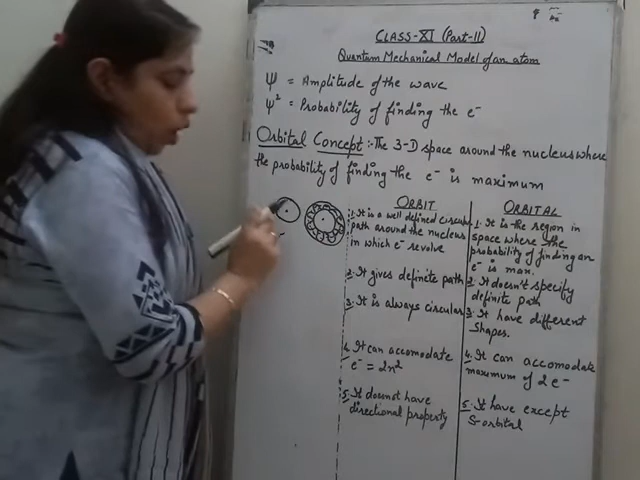 CLASS-XI (Part-II)
Quantum Mechanical Model of an atom
Ψ = Amplitude of the wave
Ψ² = Probability of finding the e⁻
Orbital Concept :- The 3-D space around the nucleus where
the probability of finding the e⁻ is maximum
ORBIT
1. It is a well defined circular
path around the nucleus
in which e⁻ revolve
2. It gives definite path
3. It is always circular
4. It can accomodate
e⁻ = 2n²
5. It doesnot have
directional property
ORBITAL
1. It is the region in
space where the
probability of finding an
e⁻ is max.
2. It doesn't specify
definite path
3. It have different
shapes.
4. It can accomodate
maximum of 2 e⁻
5. It have except
S-orbital